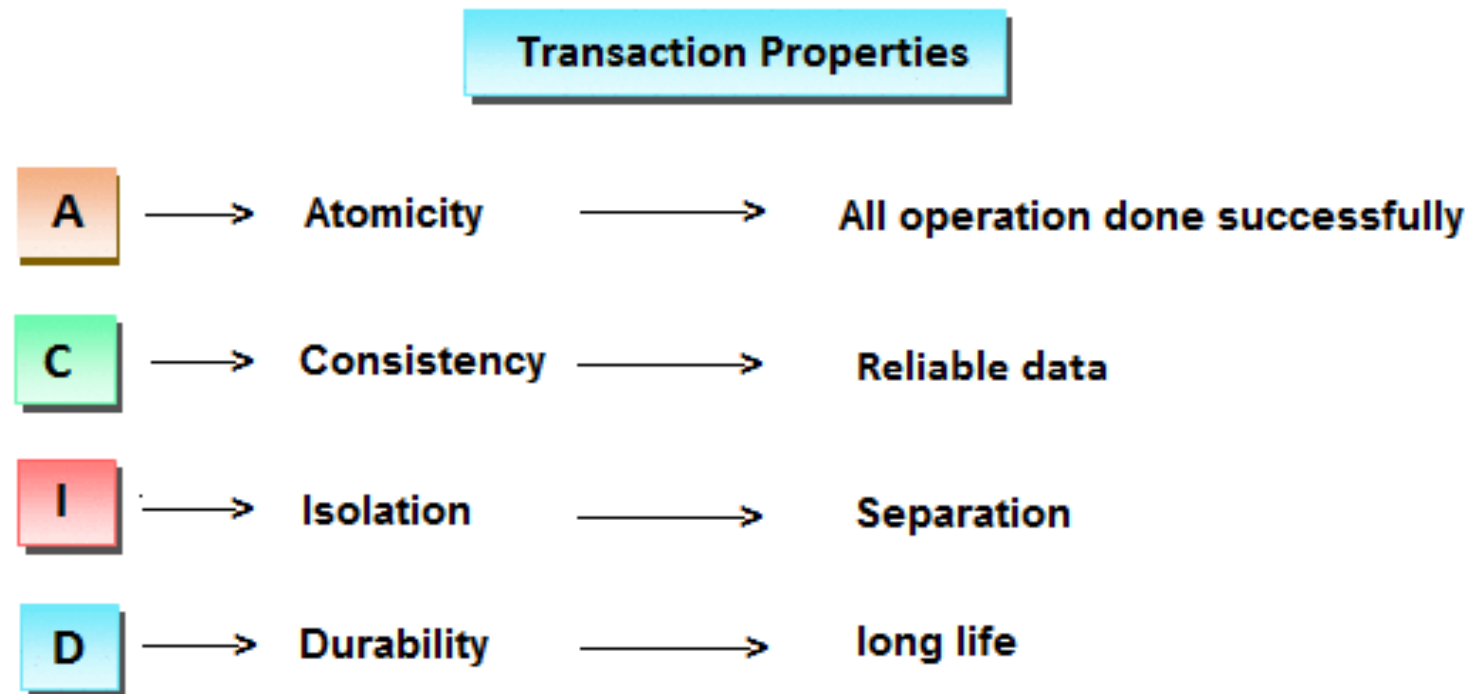 Transaction Properties
A Atomicity All operation done successfully
C Consistency Reliable data
I Isolation Separation
D Durability long life